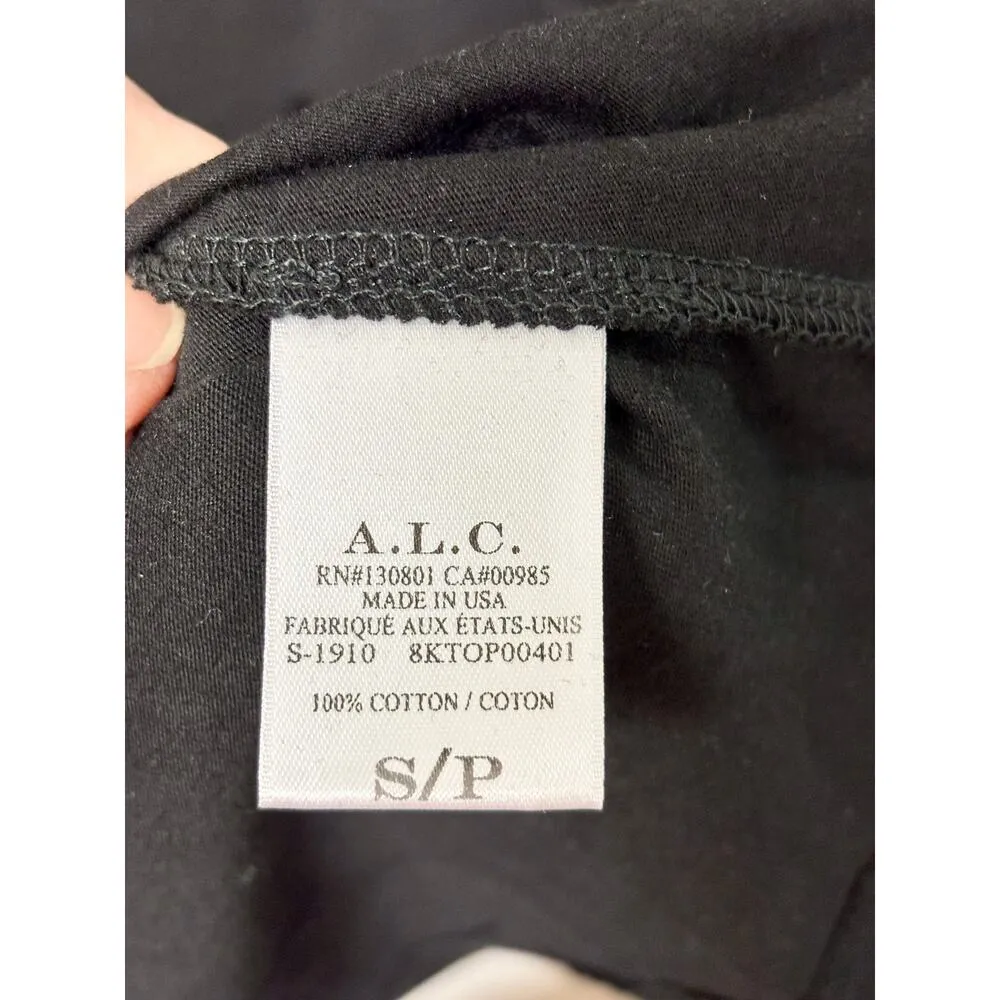 A.L.C.
RN#130801 CA#00985
MADE IN USA
FABRIQUÉ AUX ÉTATS-UNIS
S-1910 8KTOP00401
100% COTTON / COTON
S/P